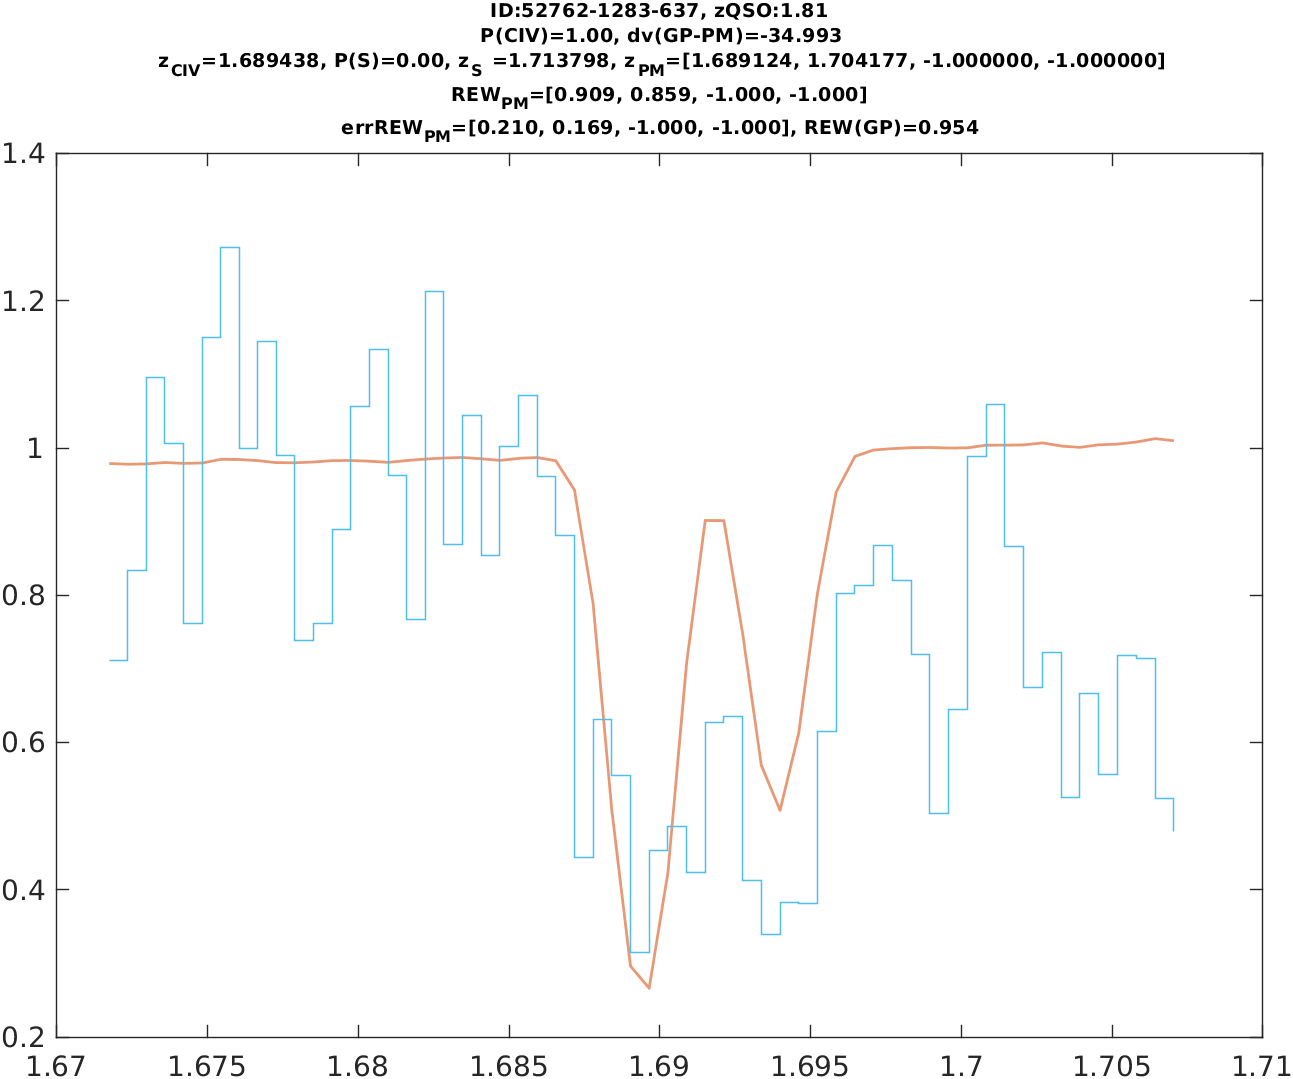 ID:52762-1283-637, zQSO:1.81
P(CIV)=1.00, dv(GP-PM)=-34.993
zCIV=1.689438, P(S)=0.00, zS =1.713798, zPM=[1.689124, 1.704177, -1.000000, -1.000000]
REWPM=[0.909, 0.859, -1.000, -1.000]
errREWPM=[0.210, 0.169, -1.000, -1.000], REW(GP)=0.954
1.4
1.2
1
0.8
0.6
0.4
0.2
1.67 1.675 1.68 1.685 1.69 1.695 1.7 1.705 1.71